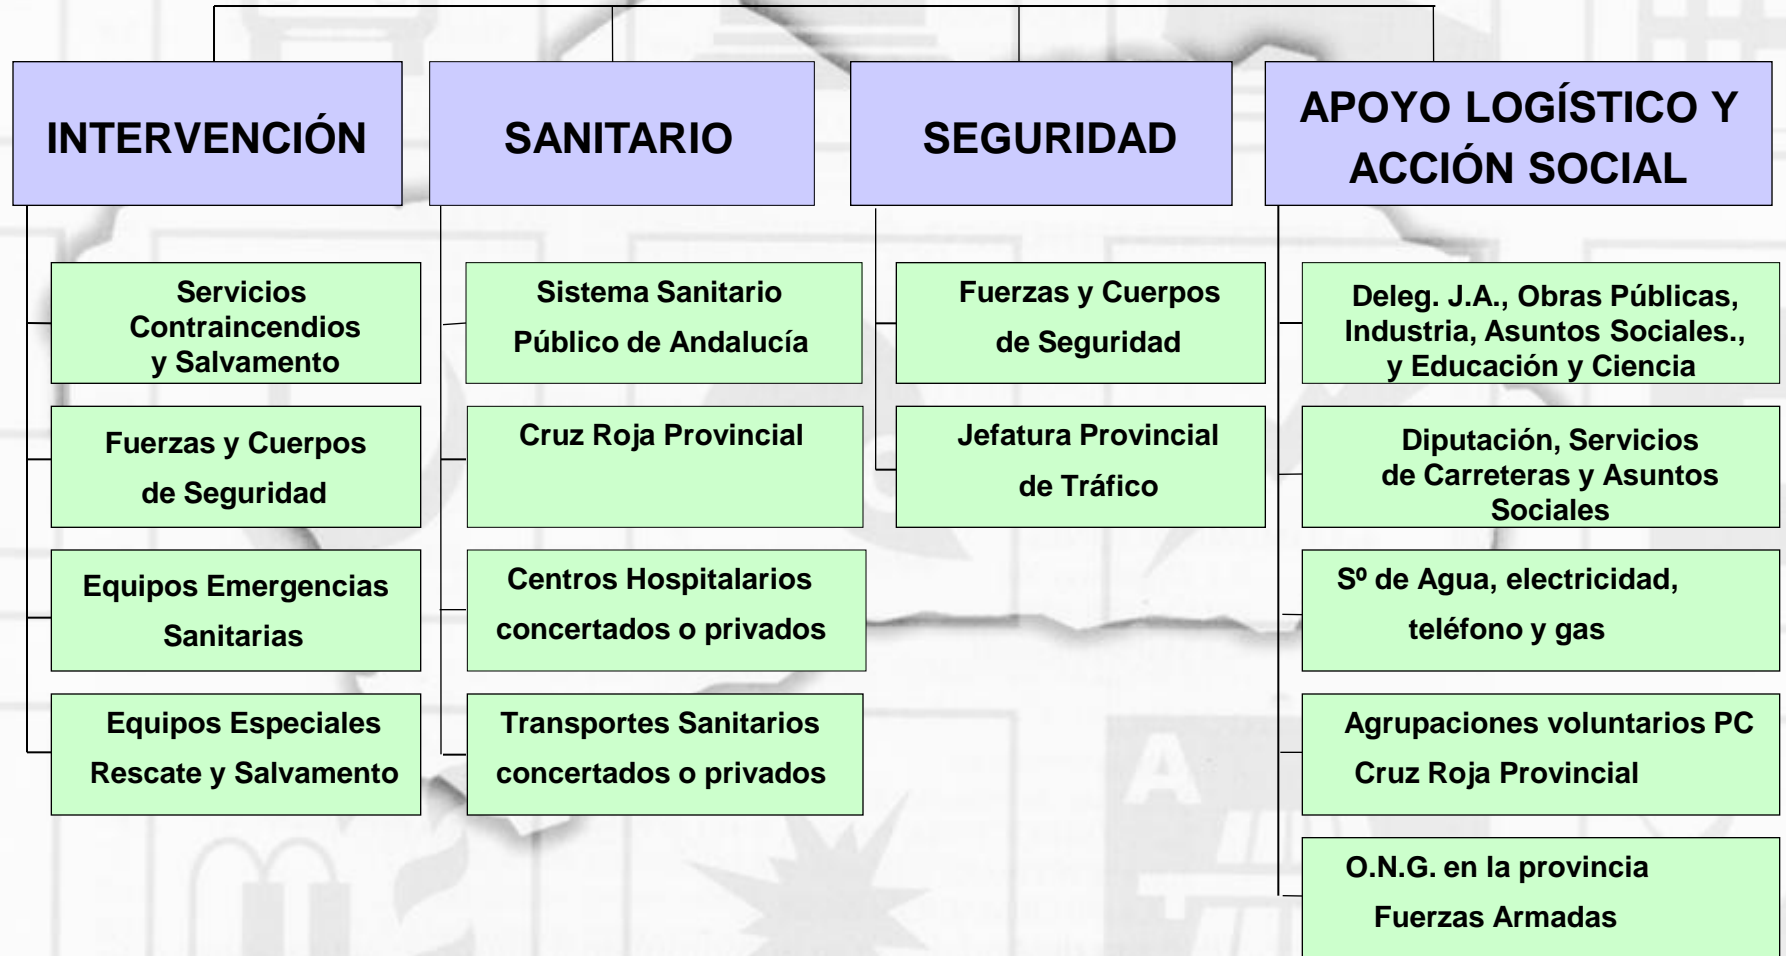 INTERVENCIÓN
Servicios
Contraincendios
y Salvamento
Fuerzas y Cuerpos
de Seguridad
Equipos Emergencias
Sanitarias
Equipos Especiales
Rescate y Salvamento
SANITARIO
Sistema Sanitario
Público de Andalucía
Cruz Roja Provincial
Centros Hospitalarios
concertados o privados
Transportes Sanitarios
concertados o privados
SEGURIDAD
Fuerzas y Cuerpos
de Seguridad
Jefatura Provincial
de Tráfico
APOYO LOGÍSTICO Y
ACCIÓN SOCIAL
Deleg. J.A., Obras Públicas,
Industria, Asuntos Sociales.,
y Educación y Ciencia
Diputación, Servicios
de Carreteras y Asuntos
Sociales
Sº de Agua, electricidad,
teléfono y gas
Agrupaciones voluntarios PC
Cruz Roja Provincial
O.N.G. en la provincia
Fuerzas Armadas
A